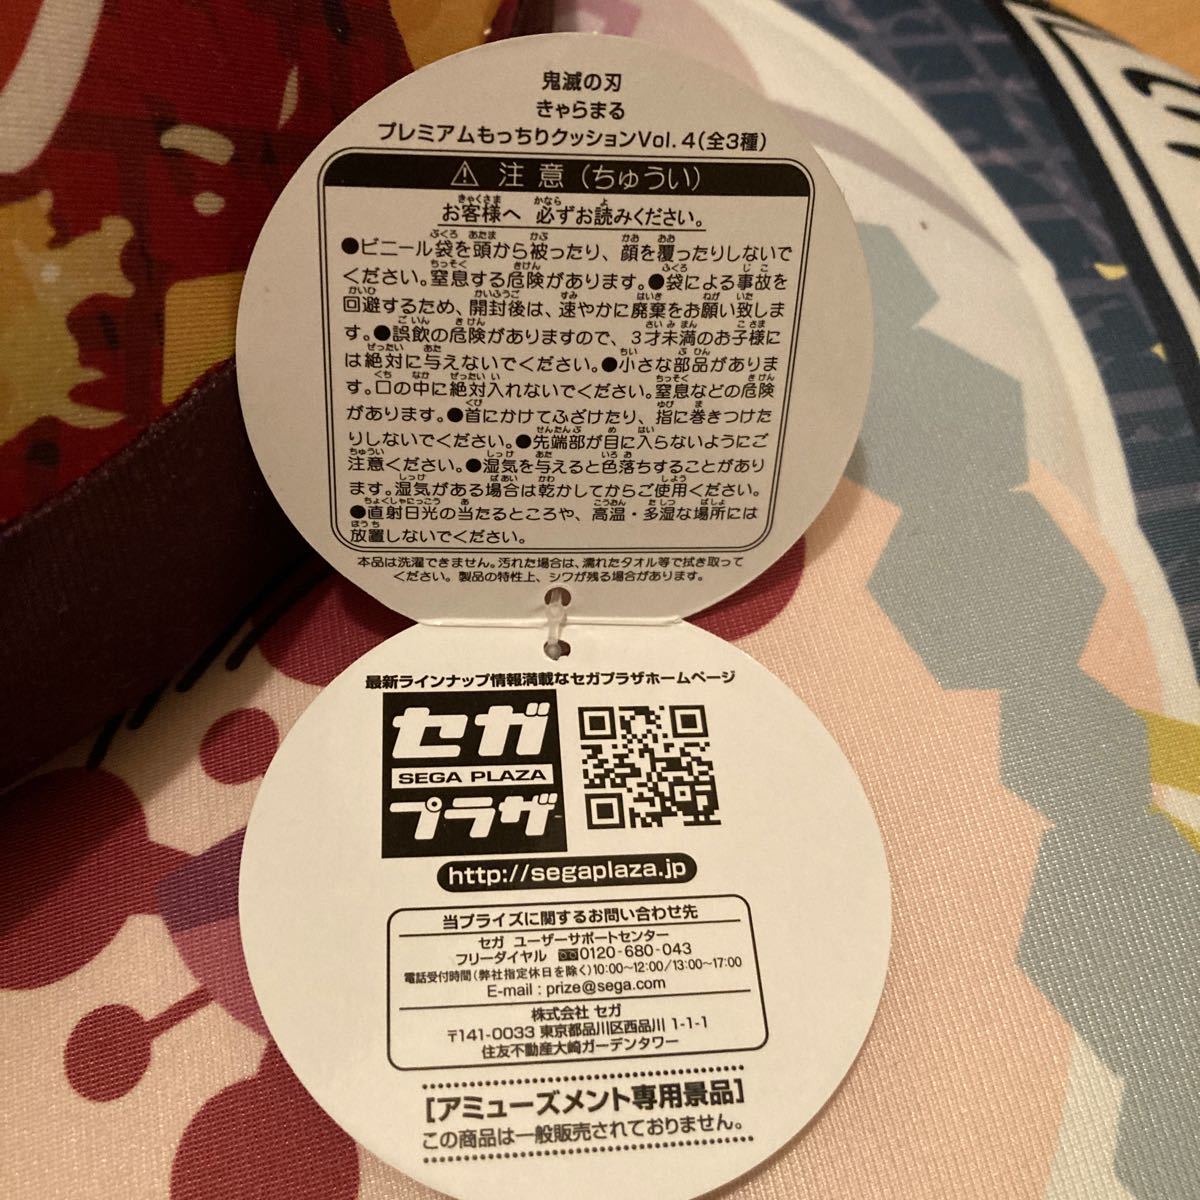 鬼滅の刃
きゃらまる
プレミアムもっちりクッションVol.4(全3種)
⚠ 注意(ちゅうい)
お客様へ 必ずお読みください。
●ビニール袋を頭から被ったり、顔を覆ったりしないで
ください。窒息する危険があります。●袋による事故を
回避するため、開封後は、速やかに廃棄をお願い致しま
す。●誤飲の危険がありますので、3才未満のお子様に
は絶対に与えないでください。●小さな部品がありま
す。口の中に絶対入れないでください。窒息などの危険
があります。●首にかけてふざけたり、指に巻きつけた
りしないでください。●先端部が目に入らないようにご
注意ください。●湿気を与えると色落ちすることがあり
ます。湿気がある場合は乾かしてからご使用ください。
●直射日光の当たるところや、高温・多湿な場所には
放置しないでください。
本品は洗濯できません。汚れた場合は、濡れたタオル等で拭き取って
ください。製品の特性上、シワが残る場合があります。
最新ラインナップ情報満載なセガプラザホームページ
セガ
SEGA PLAZA
プラザ
http://segaplaza.jp
当プライズに関するお問い合わせ先
セガ ユーザーサポートセンター
フリーダイヤル 0120-680-043
電話受付時間(弊社指定休日を除く)10:00~12:00/13:00~17:00
E-mail : prize@sega.com
株式会社 セガ
〒141-0033 東京都品川区西品川 1-1-1
住友不動産大崎ガーデンタワー
[アミューズメント専用景品]
この商品は一般販売されておりません。